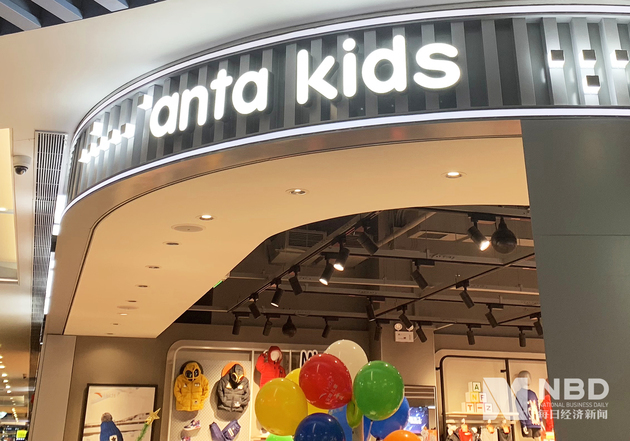 anta kids
NBD
NATIONAL BUSINESS DAILY
每日经济新闻